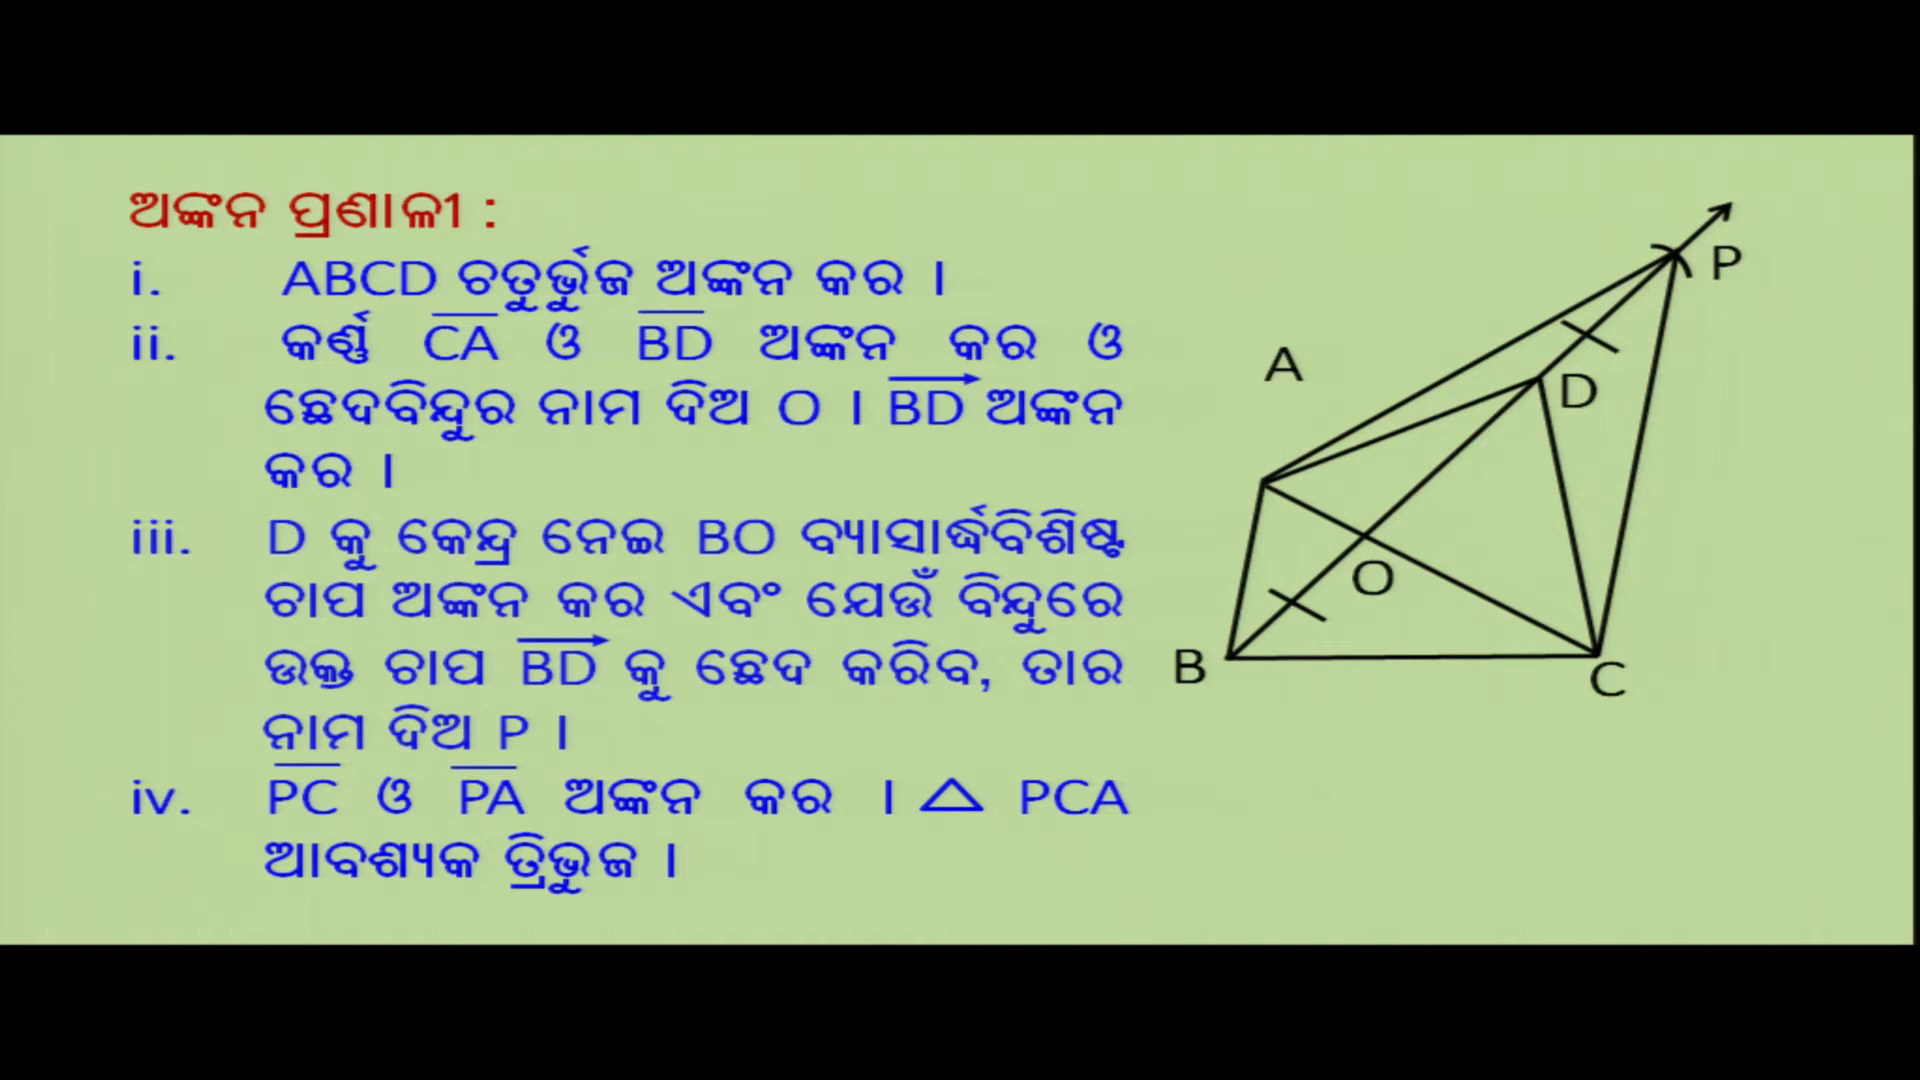 ଅଙ୍କନ ପ୍ରଣାଳୀ :
i. ABCD ଚତୁର୍ଭୁଜ ଅଙ୍କନ କର ।
ii. କର୍ଣ୍ଣ CA ଓ BD ଅଙ୍କନ କର ଓ
ଛେଦବିନ୍ଦୁର ନାମ ଦିଅ O । BD ଅଙ୍କନ
କର ।
iii. D କୁ କେନ୍ଦ୍ର ନେଇ BO ବ୍ୟାସାର୍ଦ୍ଧବିଶିଷ୍ଟ
ଚାପ ଅଙ୍କନ କର ଏବଂ ଯେଉଁ ବିନ୍ଦୁରେ
ଉକ୍ତ ଚାପ BD କୁ ଛେଦ କରିବ, ତାର
ନାମ ଦିଅ P ।
iv. PC ଓ PA ଅଙ୍କନ କର । △ PCA
ଆବଶ୍ୟକ ତ୍ରିଭୁଜ ।
P
A
D
O
B
C